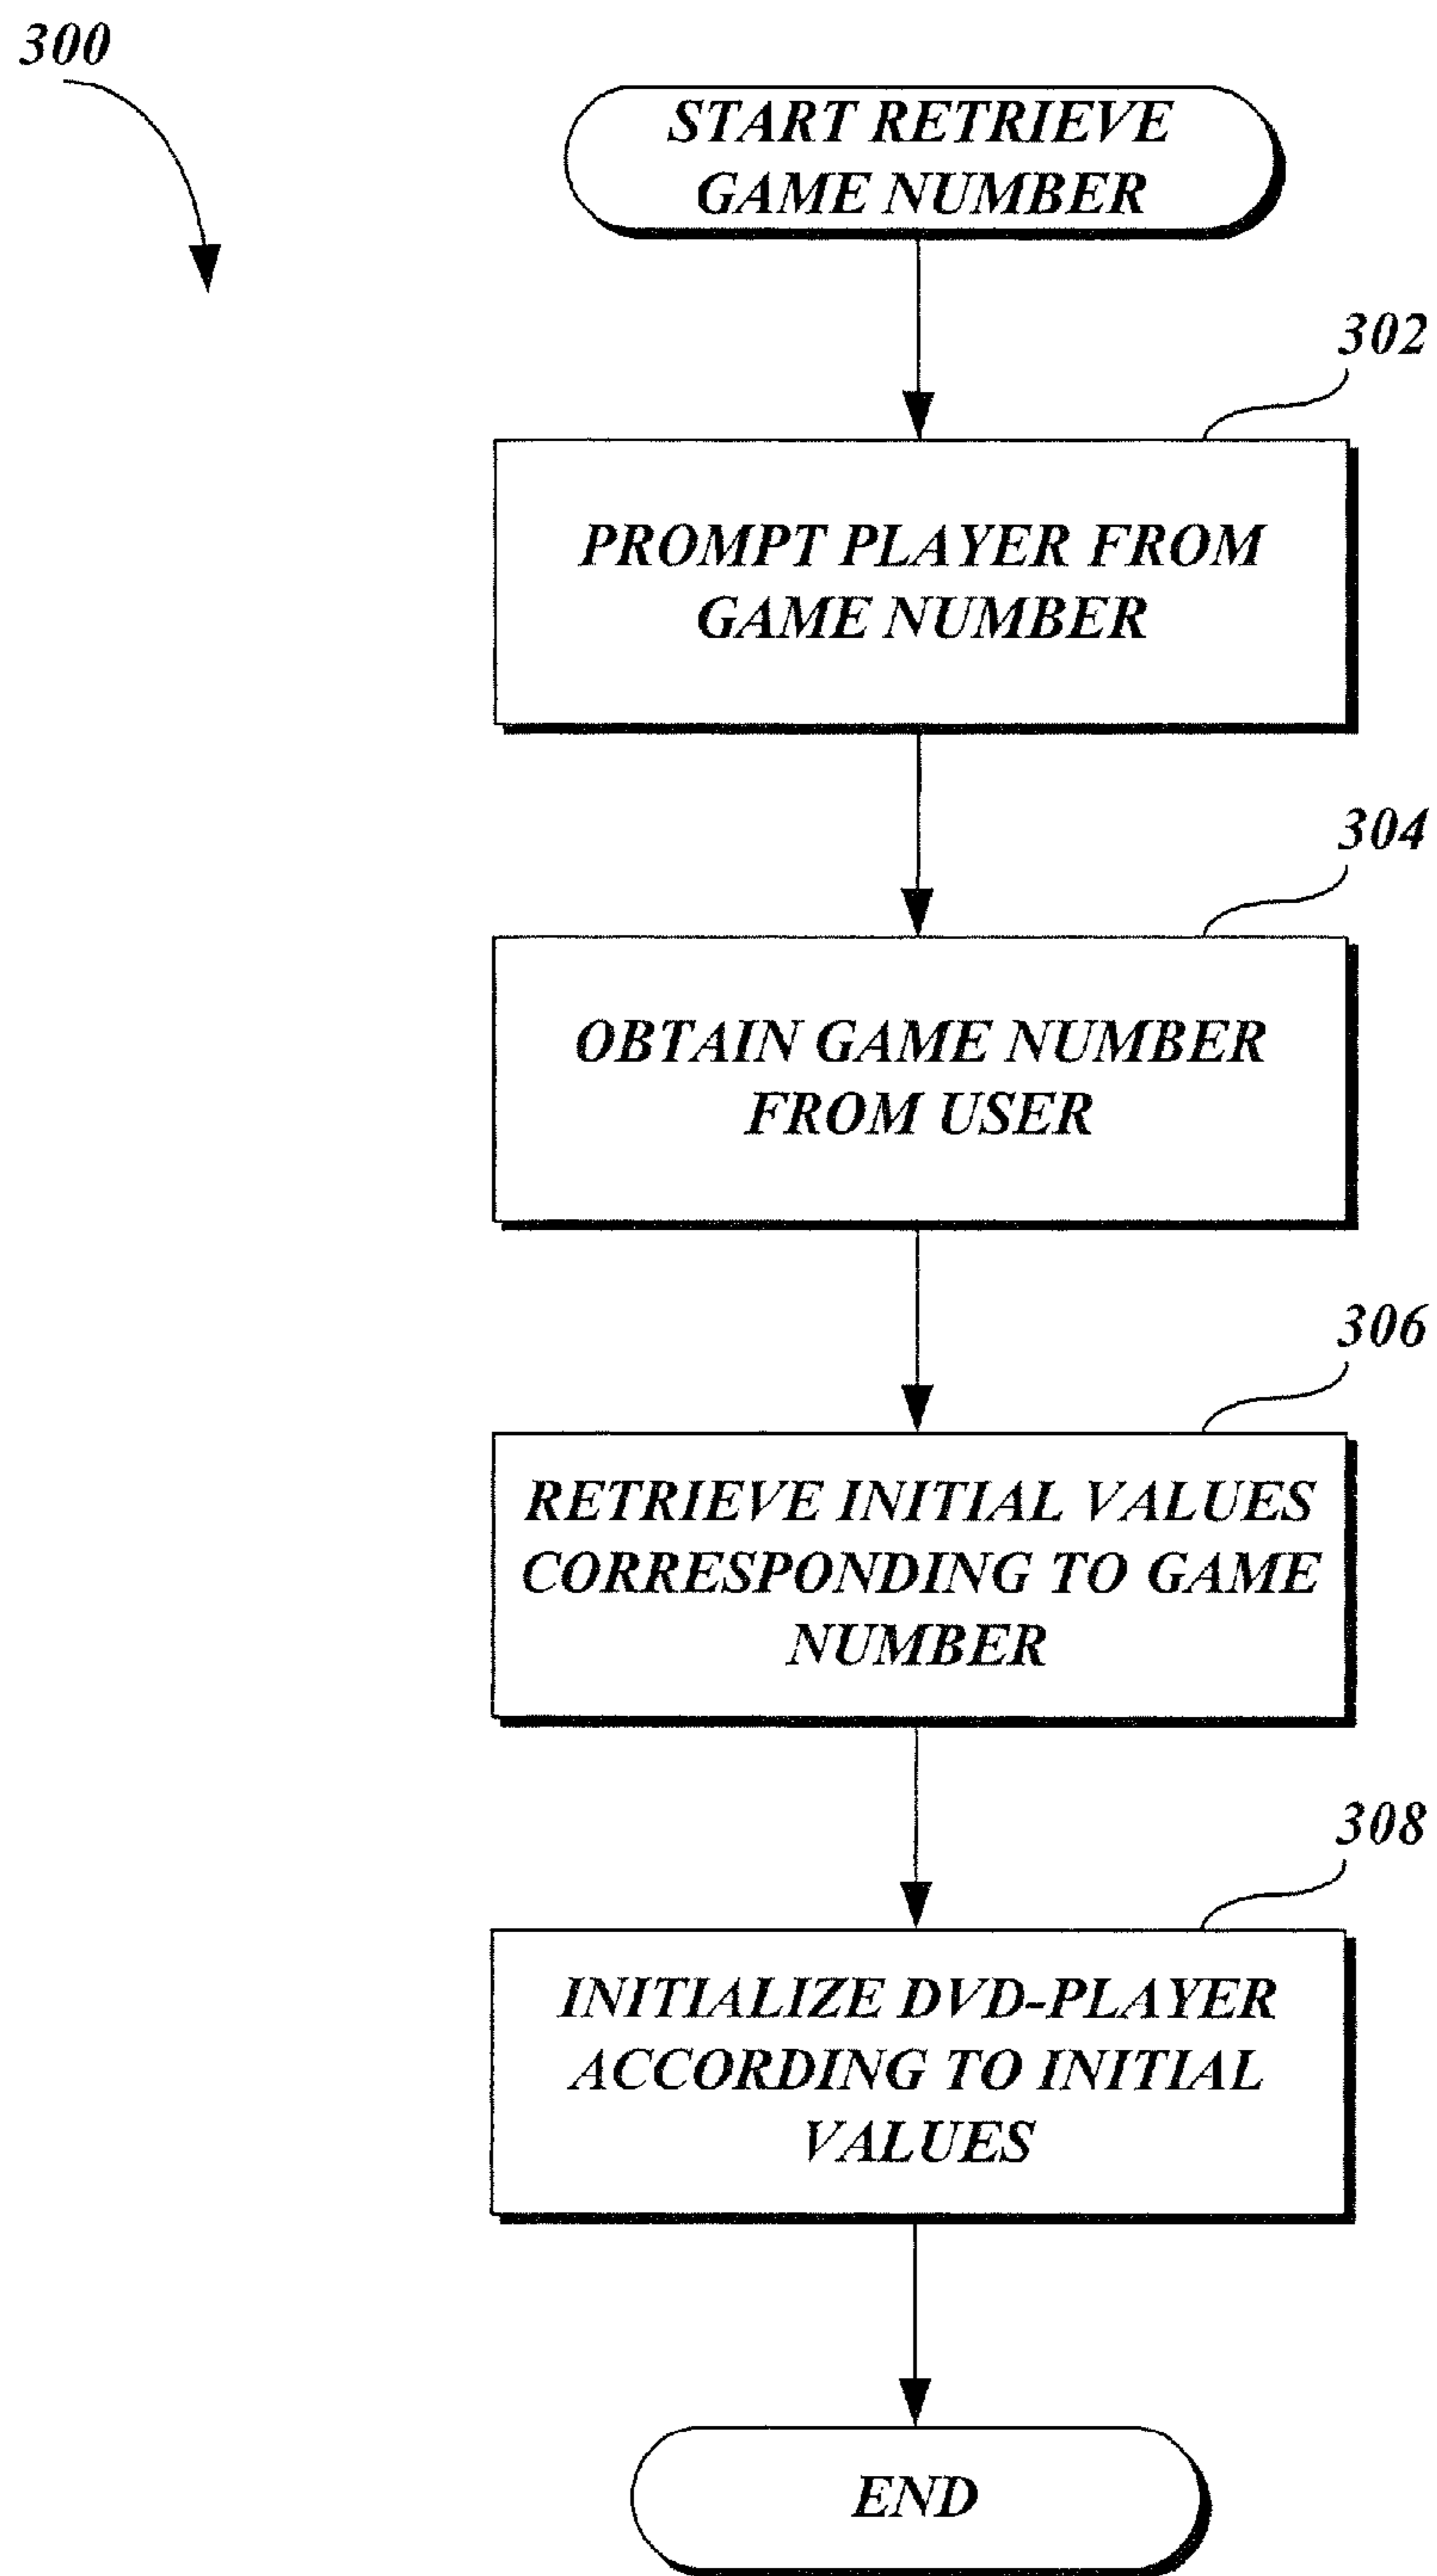 300
START RETRIEVE
GAME NUMBER
302
PROMPT PLAYER FROM
GAME NUMBER
304
OBTAIN GAME NUMBER
FROM USER
306
RETRIEVE INITIAL VALUES
CORRESPONDING TO GAME
NUMBER
308
INITIALIZE DVD-PLAYER
ACCORDING TO INITIAL
VALUES
END